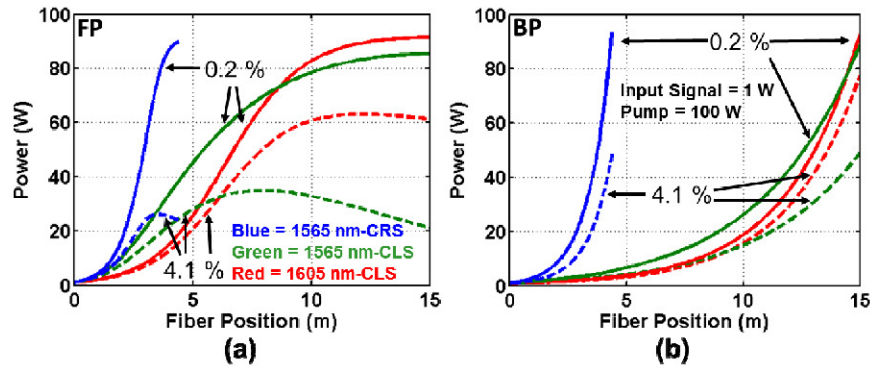 FP
100
80
60
40
20
0
Power (W)
0.2 %
4.1 %
Blue = 1565 nm-CRS
Green = 1565 nm-CLS
Red = 1605 nm-CLS
0 5 10 15
Fiber Position (m)
(a)
BP
100
80
60
40
20
0
Power (W)
0.2 %
Input Signal = 1 W
Pump = 100 W
4.1 %
0 5 10 15
Fiber Position (m)
(b)